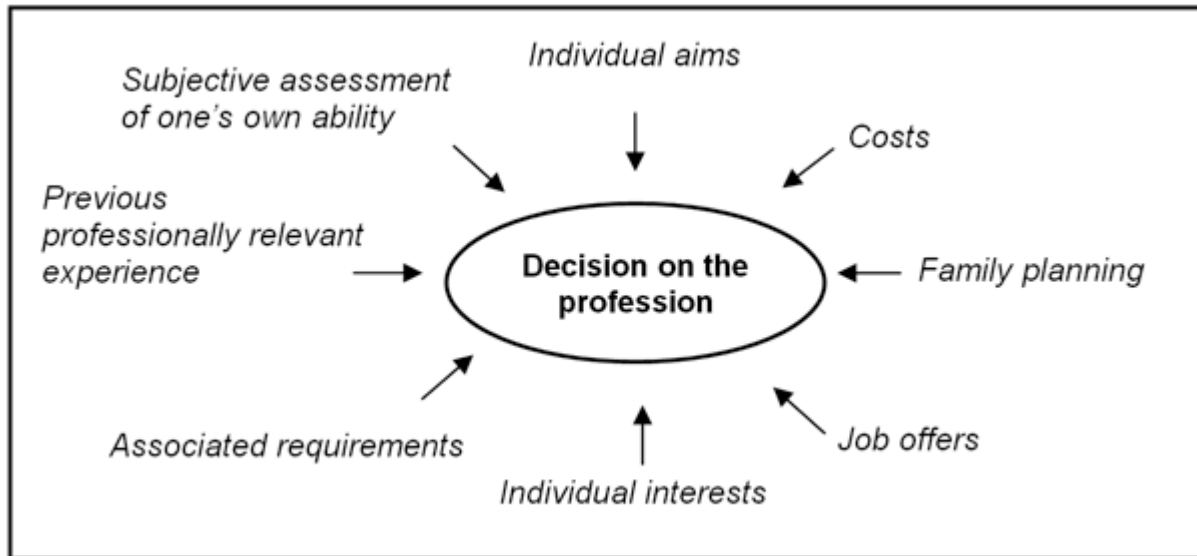 Individual aims
Subjective assessment
of one's own ability
Costs
Previous
professionally relevant
experience
Decision on the
profession
Family planning
Associated requirements
Job offers
Individual interests